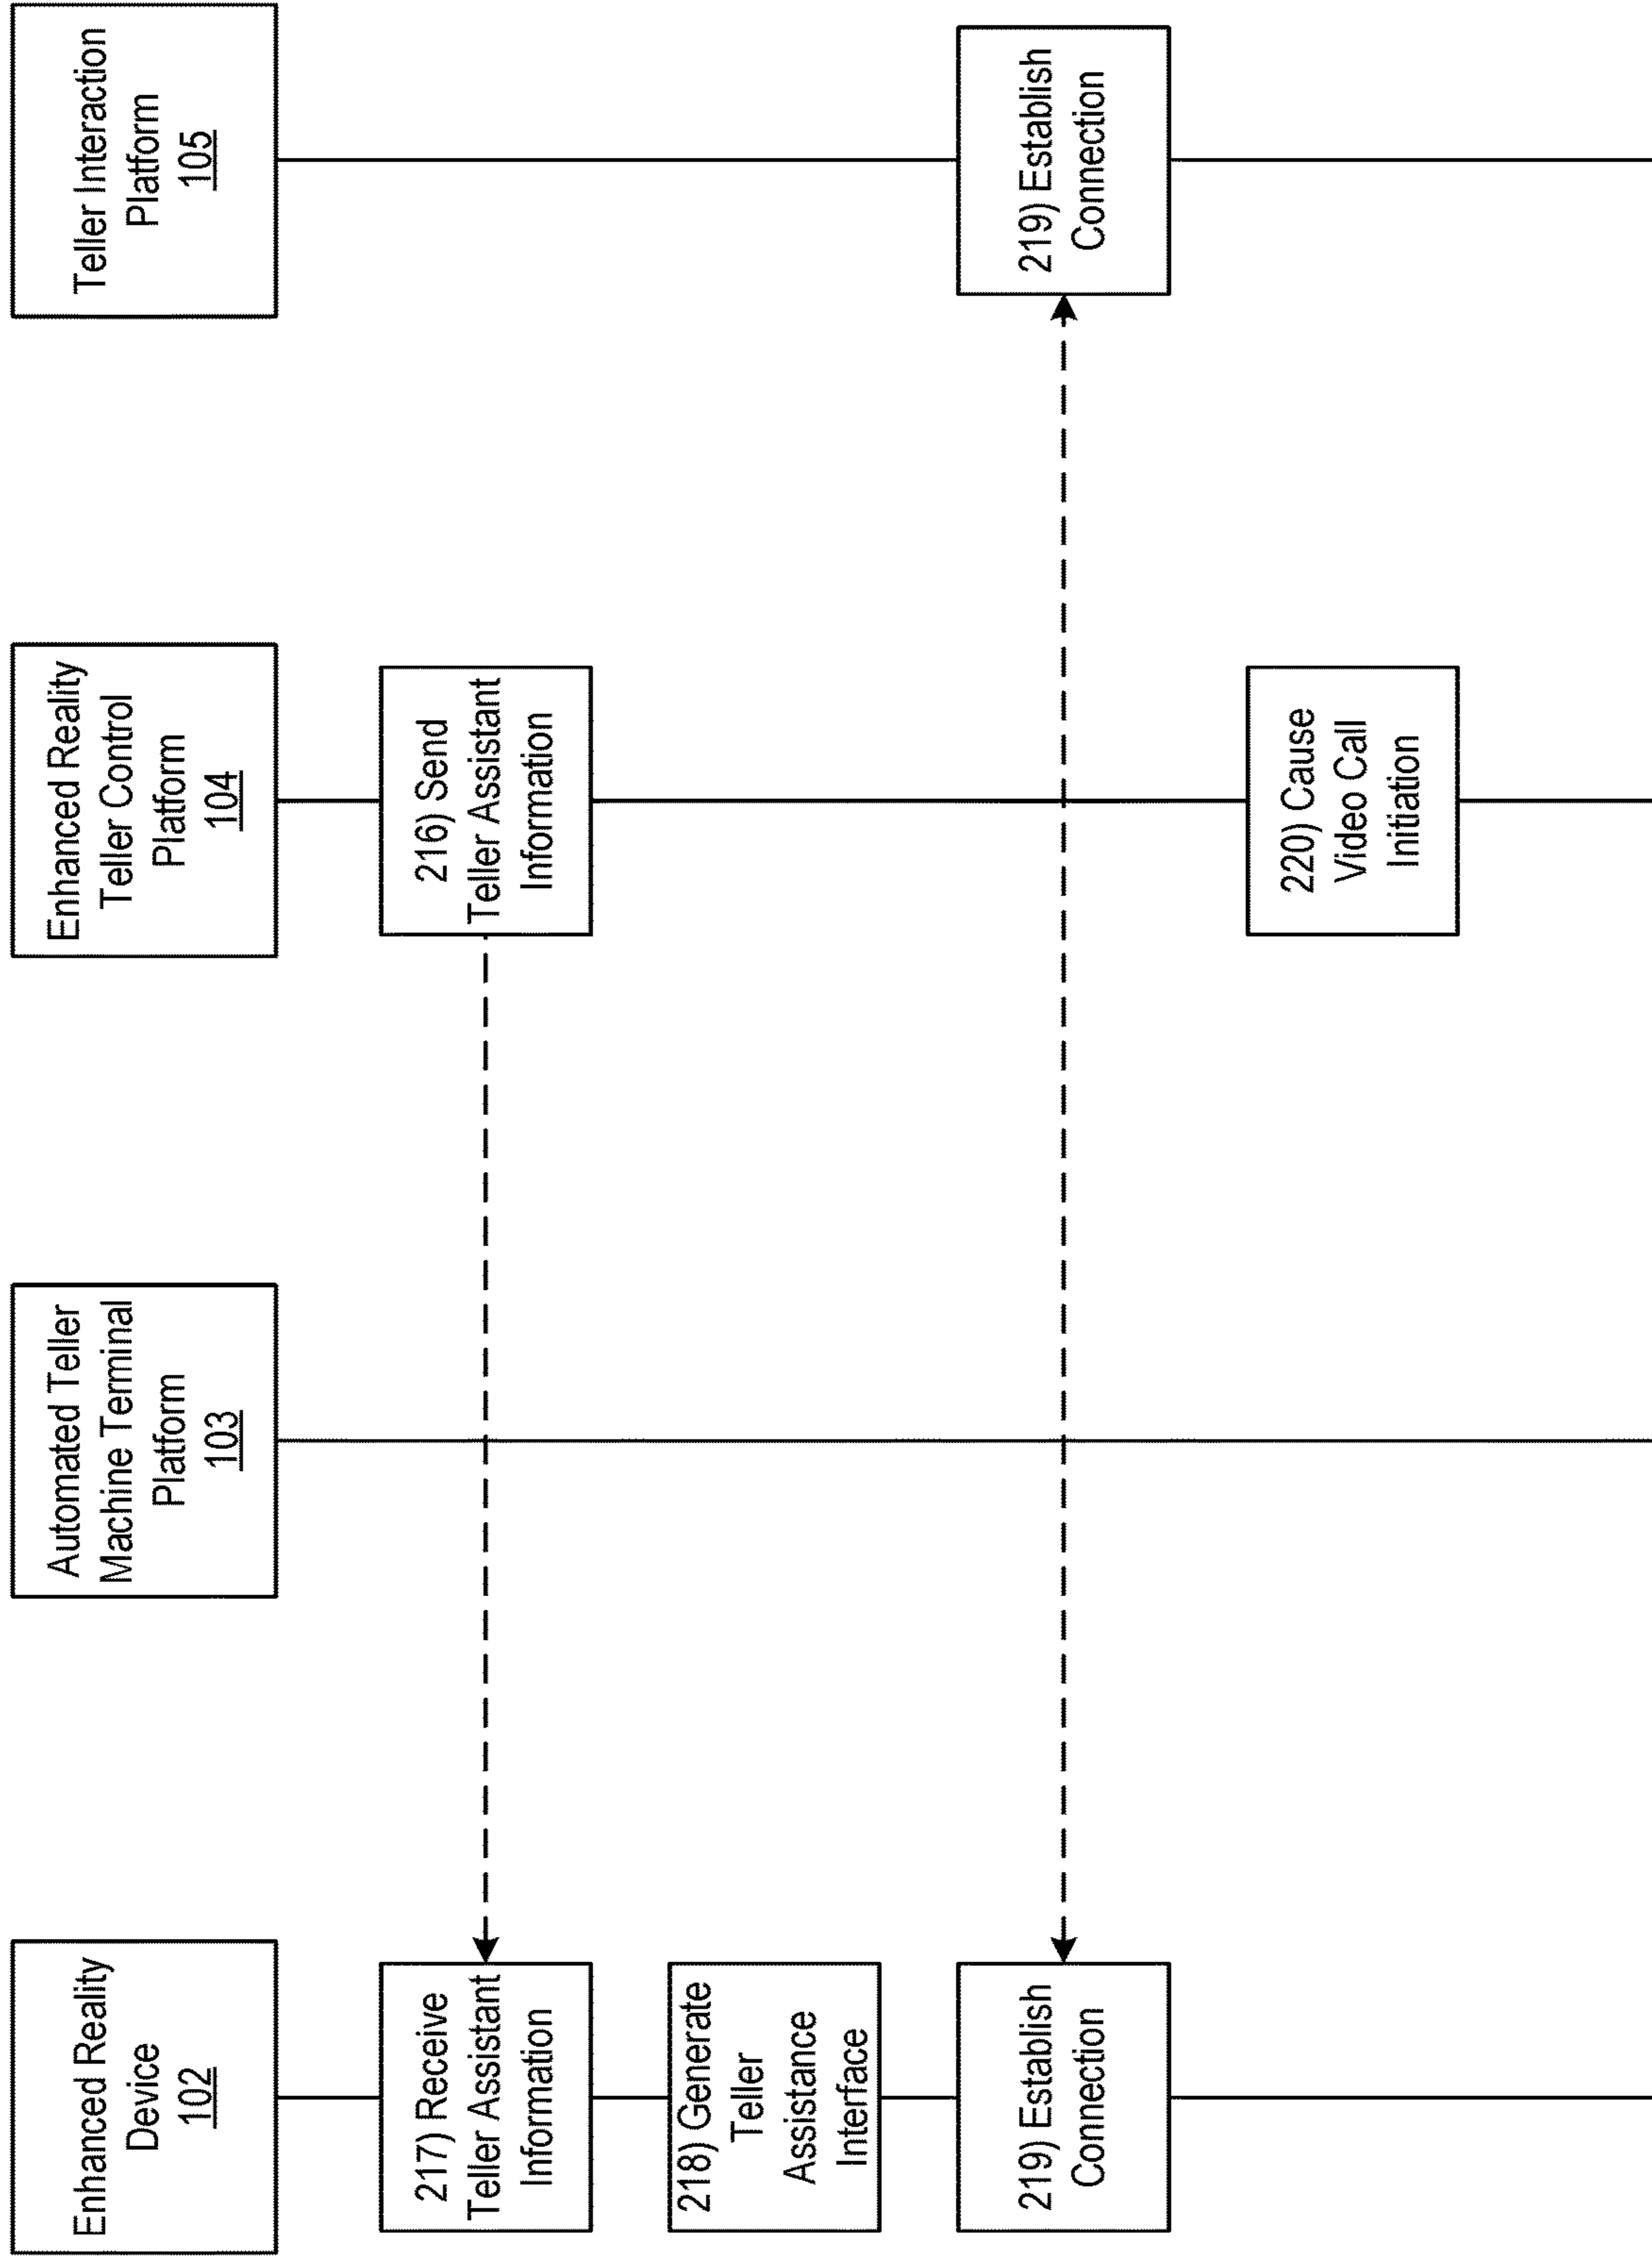 Enhanced Reality
Device
102
Automated Teller
Machine Terminal
Platform
103
Enhanced Reality
Teller Control
Platform
104
Teller Interaction
Platform
105
217) Receive
Teller Assistant
Information
216) Send
Teller Assistant
Information
218) Generate
Teller
Assistance
Interface
219) Establish
Connection
219) Establish
Connection
220) Cause
Video Call
Initiation